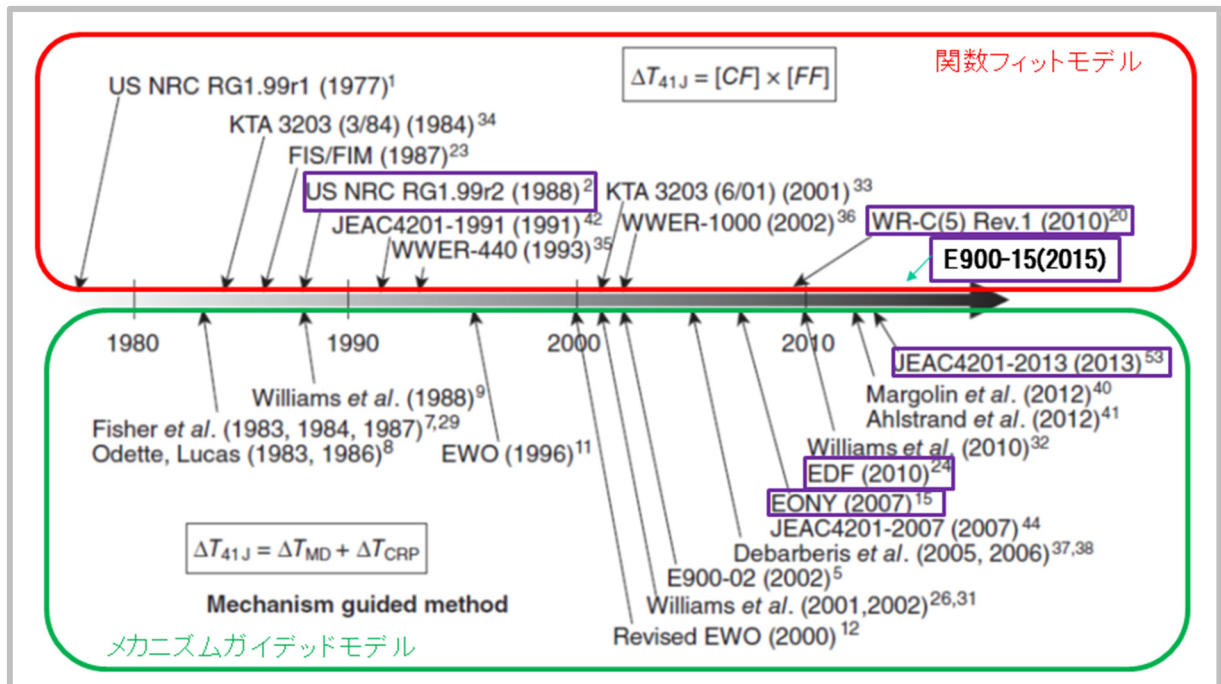 関数フィットモデル
US NRC RG1.99r1 (1977)¹
ΔT₄₁J = [CF] × [FF]
KTA 3203 (3/84) (1984)³⁴
FIS/FIM (1987)²³
US NRC RG1.99r2 (1988)²
KTA 3203 (6/01) (2001)³³
JEAC4201-1991 (1991)⁴²
WWER-1000 (2002)³⁶
WR-C(5) Rev.1 (2010)²⁰
WWER-440 (1993)³⁵
E900-15(2015)
1980
1990
2000
2010
JEAC4201-2013 (2013)⁵³
Williams et al. (1988)⁹
Margolin et al. (2012)⁴⁰
Ahlstrand et al. (2012)⁴¹
Fisher et al. (1983, 1984, 1987)⁷,²⁹
Odette, Lucas (1983, 1986)⁸
EWO (1996)¹¹
Williams et al. (2010)³²
EDF (2010)²⁴
EONY (2007)¹⁵
JEAC4201-2007 (2007)⁴⁴
ΔT₄₁J = ΔT_MD + ΔT_CRP
Debarberis et al. (2005, 2006)³⁷,³⁸
E900-02 (2002)⁵
Mechanism guided method
Williams et al. (2001,2002)²⁶,³¹
Revised EWO (2000)¹²
メカニズムガイデッドモデル